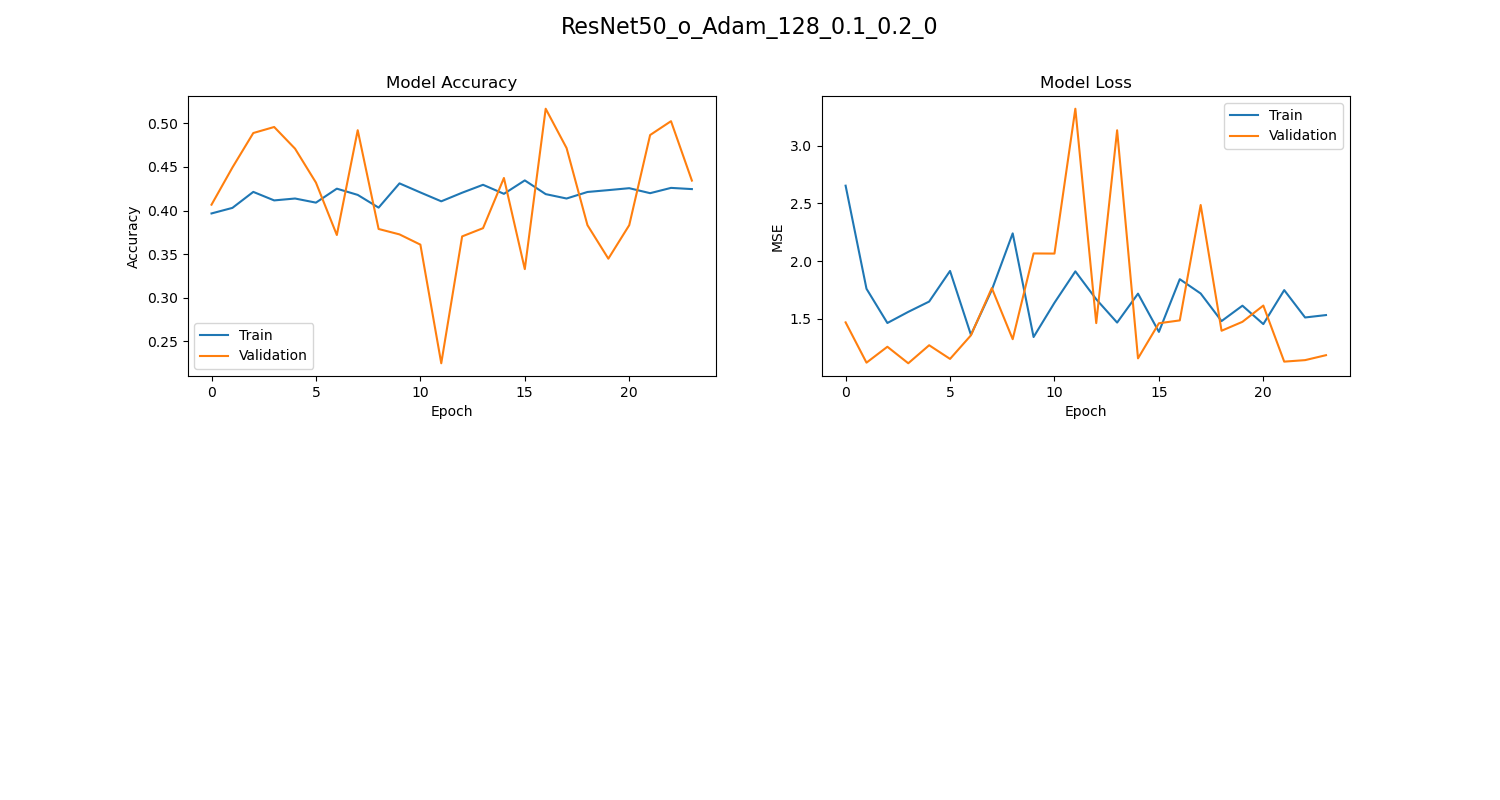 ResNet50_o_Adam_128_0.1_0.2_0
Model Accuracy
Accuracy
0.50
0.45
0.40
0.35
0.30
0.25
Train
Validation
0 5 10 15 20
Epoch
Model Loss
MSE
3.0
2.5
2.0
1.5
Train
Validation
0 5 10 15 20
Epoch